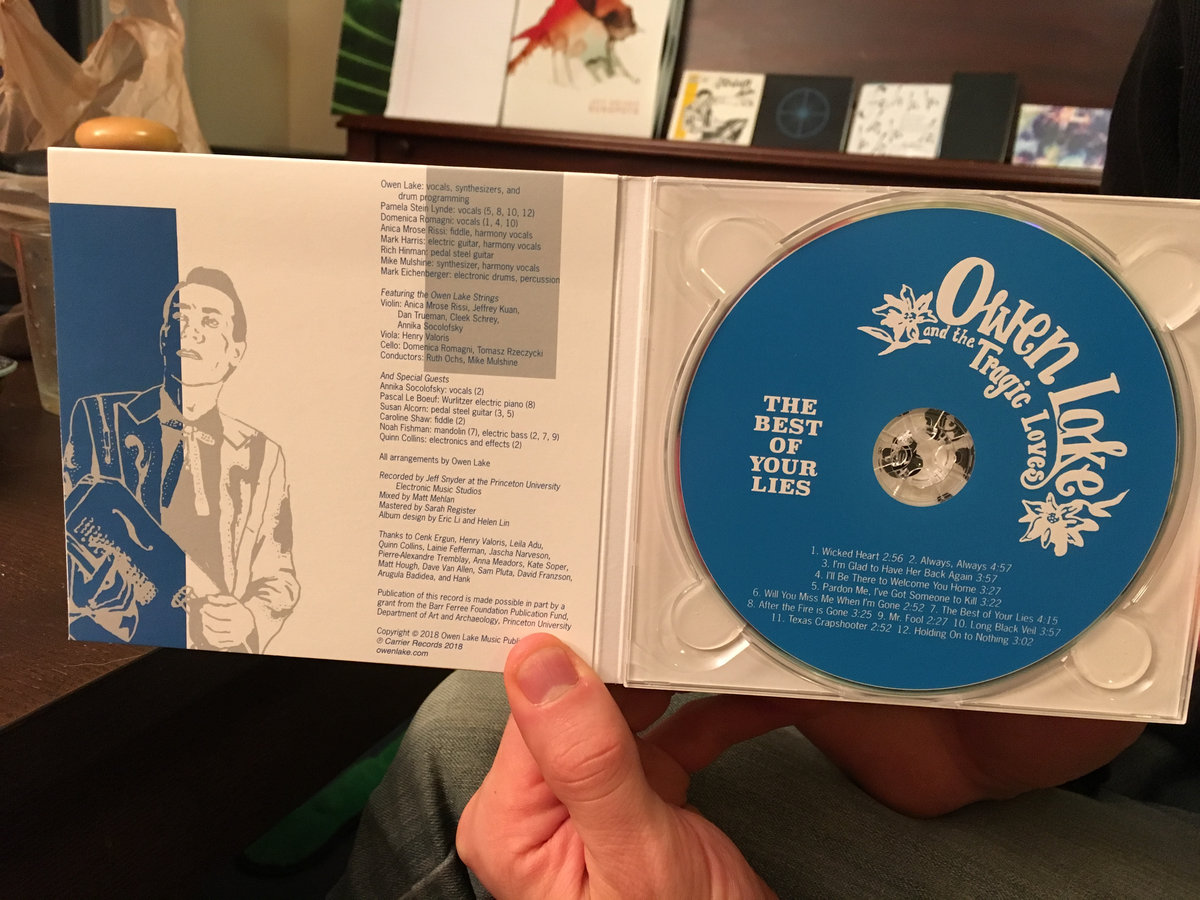 Owen Lake: vocals, synthesizers, and
drum programming
Pamela Stein Lynde: vocals (5, 8, 10, 12)
Domenica Romagni: vocals (1, 4, 10)
Anica Mrose Rissi: fiddle, harmony vocals
Mark Harris: electric guitar, harmony vocals
Rich Hinman: pedal steel guitar
Mike Mulshine: synthesizer, harmony vocals
Mark Eichenberger: electronic drums, percussion
Featuring the Owen Lake Strings
Violin: Anica Mrose Rissi, Jeffrey Kuan,
Dan Trueman, Cleek Schrey,
Annika Socolofsky
Viola: Henry Valoris
Cello: Domenica Romagni, Tomasz Rzeczycki
Conductors: Ruth Ochs, Mike Mulshine
And Special Guests
Annika Socolofsky: vocals (2)
Pascal Le Boeuf: Wurlitzer electric piano (8)
Susan Alcorn: pedal steel guitar (3, 5)
Caroline Shaw: fiddle (2)
Noah Fishman: mandolin (7), electric bass (2, 7, 9)
Quinn Collins: electronics and effects (2)
All arrangements by Owen Lake
Recorded by Jeff Snyder at the Princeton University
Electronic Music Studios
Mixed by Matt Mehlan
Mastered by Sarah Register
Album design by Eric Li and Helen Lin
Thanks to Cenk Ergun, Henry Valoris, Leila Adu,
Quinn Collins, Lainie Fefferman, Jascha Narveson,
Pierre-Alexandre Tremblay, Anna Meadors, Kate Soper,
Matt Hough, Dave Van Allen, Sam Pluta, David Franzson,
Arugula Badidea, and Hank
Publication of this record is made possible in part by a
grant from the Barr Ferree Foundation Publication Fund,
Department of Art and Archaeology, Princeton University
Copyright © 2018 Owen Lake Music
℗ Carrier Records 2018
owenlake.com
Owen Lake
and the Tragic Loves
THE
BEST
OF
YOUR
LIES
1. Wicked Heart 2:56 2. Always, Always 4:57
3. I'm Glad to Have Her Back Again 3:57
4. I'll Be There to Welcome You Home 3:27
5. Pardon Me, I've Got Someone to Kill 3:22
6. Will You Miss Me When I'm Gone 2:52 7. The Best of Your Lies 4:15
8. After the Fire is Gone 3:25 9. Mr. Fool 2:27 10. Long Black Veil 3:57
11. Texas Crapshooter 2:52 12. Holding On to Nothing 3:02